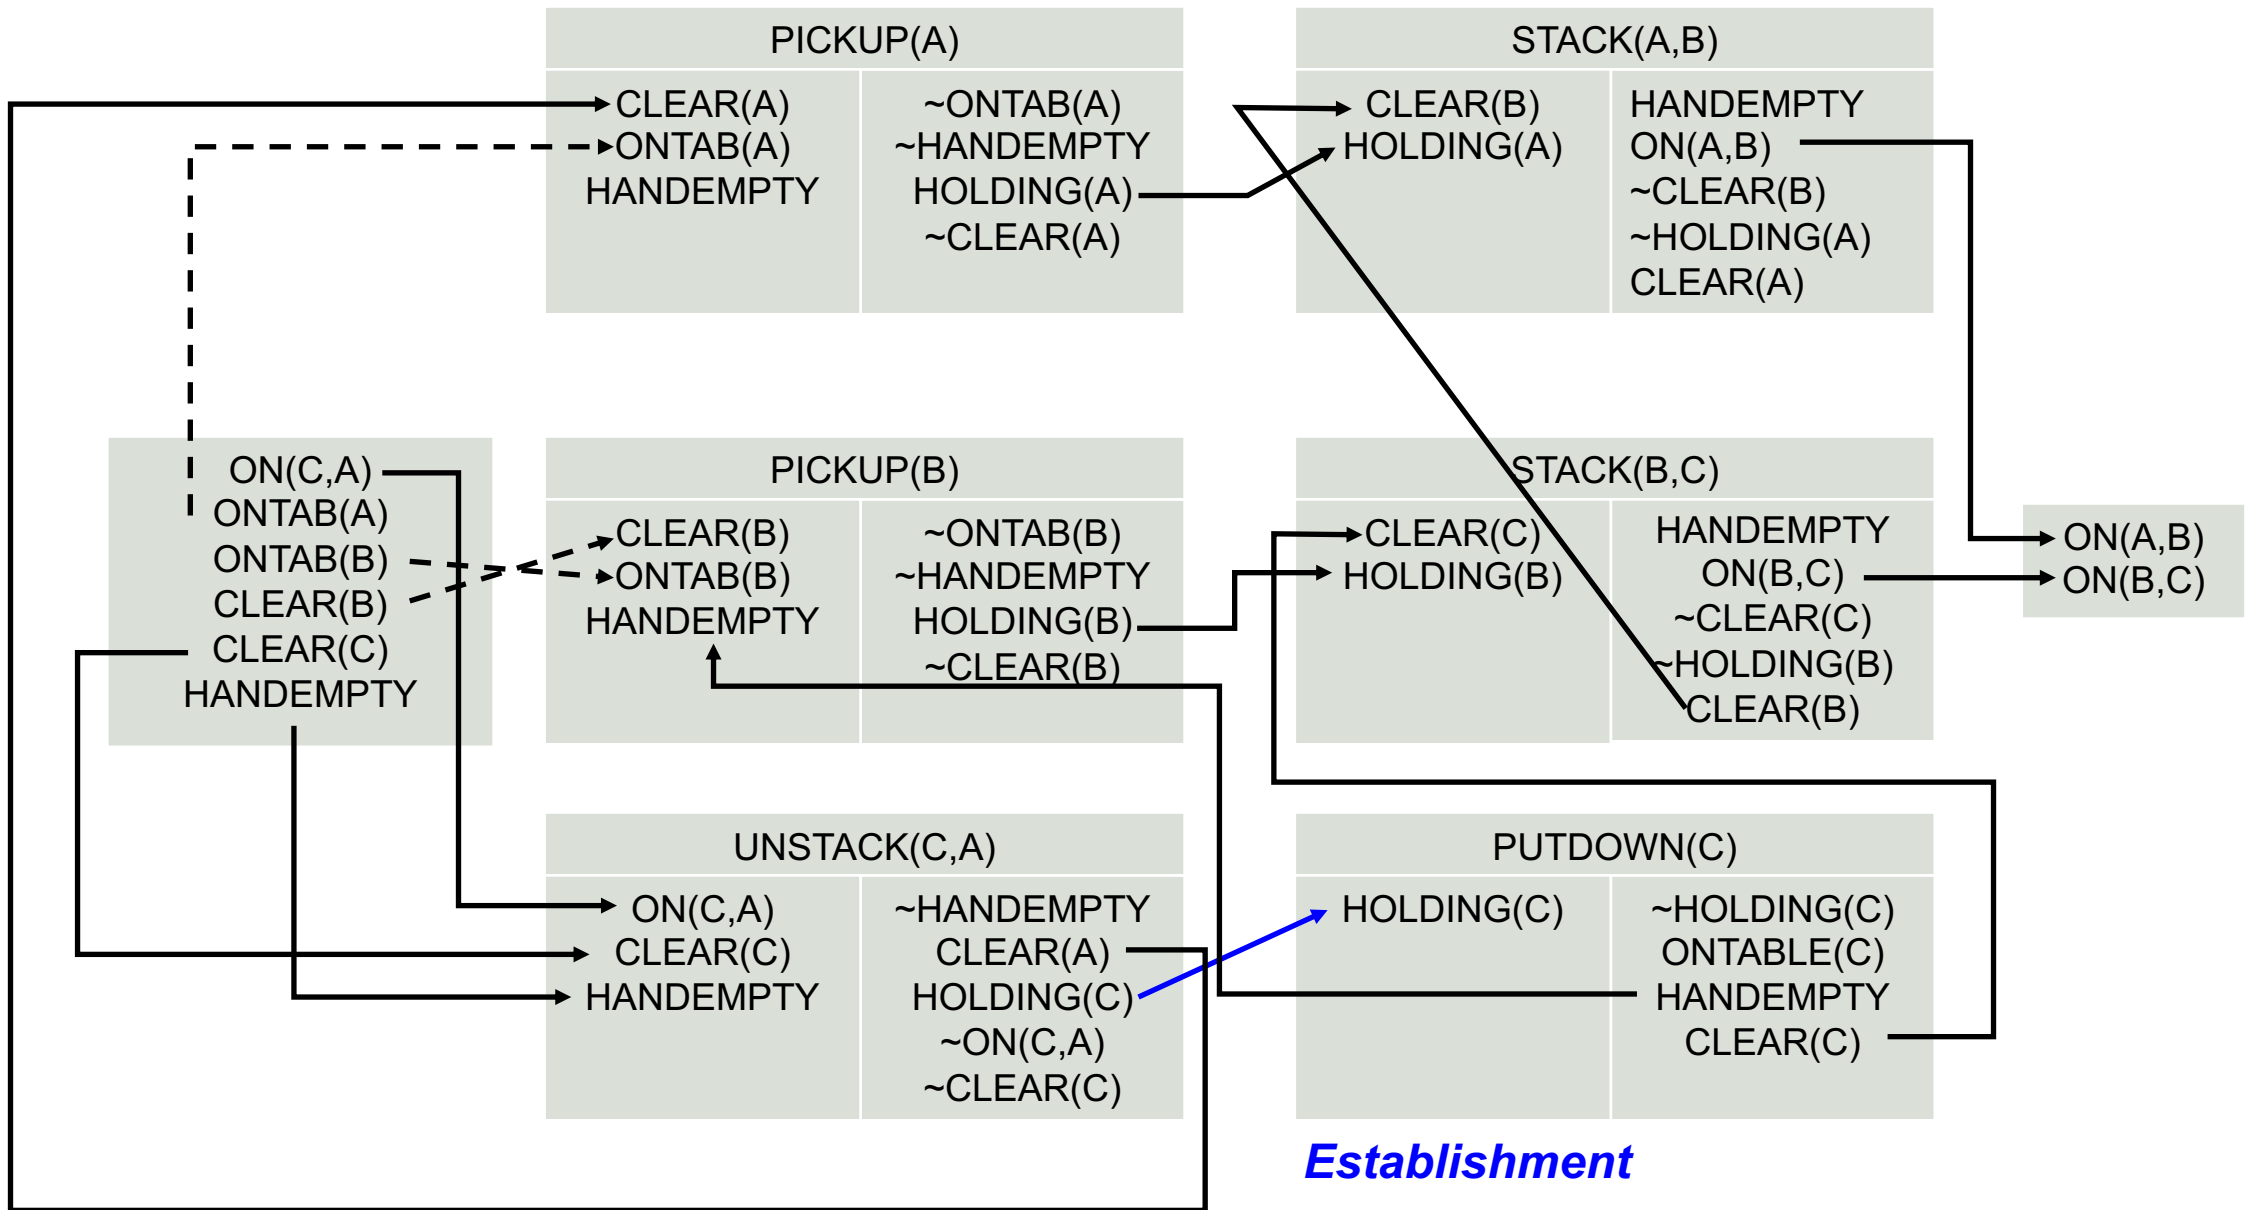 PICKUP(A)
CLEAR(A)
ONTAB(A)
HANDEMPTY
~ONTAB(A)
~HANDEMPTY
HOLDING(A)
~CLEAR(A)
STACK(A,B)
CLEAR(B)
HOLDING(A)
HANDEMPTY
ON(A,B)
~CLEAR(B)
~HOLDING(A)
CLEAR(A)
ON(C,A)
ONTAB(A)
ONTAB(B)
CLEAR(B)
CLEAR(C)
HANDEMPTY
PICKUP(B)
CLEAR(B)
ONTAB(B)
HANDEMPTY
~ONTAB(B)
~HANDEMPTY
HOLDING(B)
~CLEAR(B)
STACK(B,C)
CLEAR(C)
HOLDING(B)
HANDEMPTY
ON(B,C)
~CLEAR(C)
~HOLDING(B)
CLEAR(B)
ON(A,B)
ON(B,C)
UNSTACK(C,A)
ON(C,A)
CLEAR(C)
HANDEMPTY
~HANDEMPTY
CLEAR(A)
HOLDING(C)
~ON(C,A)
~CLEAR(C)
PUTDOWN(C)
HOLDING(C)
~HOLDING(C)
ONTABLE(C)
HANDEMPTY
CLEAR(C)
Establishment